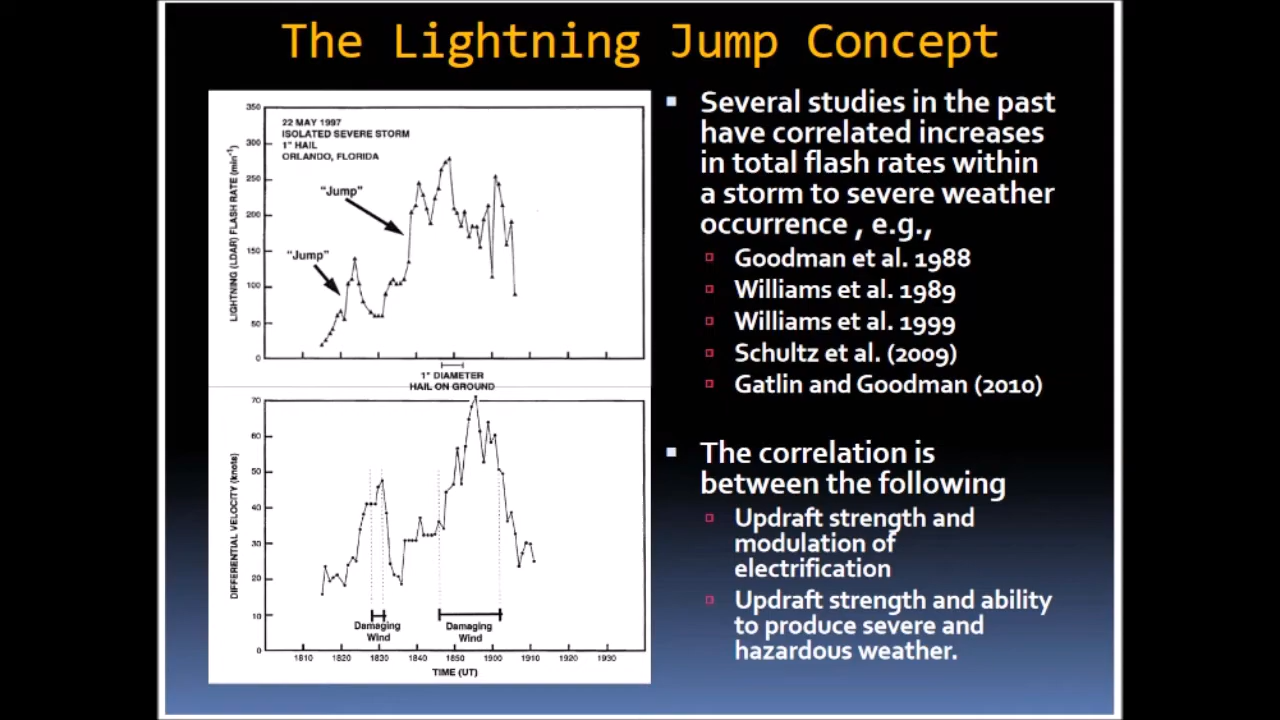 The Lightning Jump Concept
350
300
250
200
150
100
50
0
LIGHTNING (LDAR) FLASH RATE (min⁻¹)
22 MAY 1997
ISOLATED SEVERE STORM
1" HAIL
ORLANDO, FLORIDA
"Jump"
"Jump"
1" DIAMETER
HAIL ON GROUND
70
60
50
40
30
20
10
0
DIFFERENTIAL VELOCITY (knots)
Damaging
Wind
Damaging
Wind
1810 1820 1830 1840 1850 1900 1910 1920 1930
TIME (UT)
Several studies in the past
have correlated increases
in total flash rates within
a storm to severe weather
occurrence , e.g.,
Goodman et al. 1988
Williams et al. 1989
Williams et al. 1999
Schultz et al. (2009)
Gatlin and Goodman (2010)
The correlation is
between the following
Updraft strength and
modulation of
electrification
Updraft strength and ability
to produce severe and
hazardous weather.